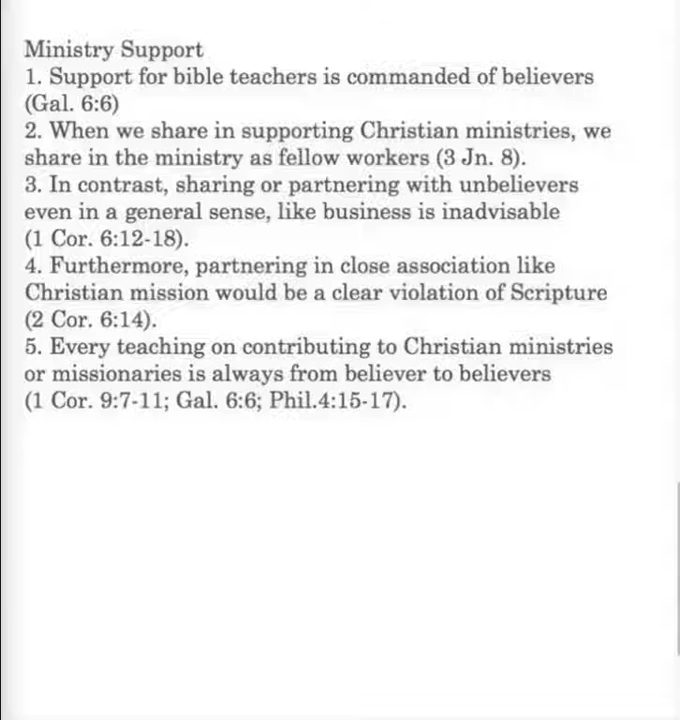 Ministry Support
1. Support for bible teachers is commanded of believers
(Gal. 6:6)
2. When we share in supporting Christian ministries, we
share in the ministry as fellow workers (3 Jn. 8).
3. In contrast, sharing or partnering with unbelievers
even in a general sense, like business is inadvisable
(1 Cor. 6:12-18).
4. Furthermore, partnering in close association like
Christian mission would be a clear violation of Scripture
(2 Cor. 6:14).
5. Every teaching on contributing to Christian ministries
or missionaries is always from believer to believers
(1 Cor. 9:7-11; Gal. 6:6; Phil.4:15-17).